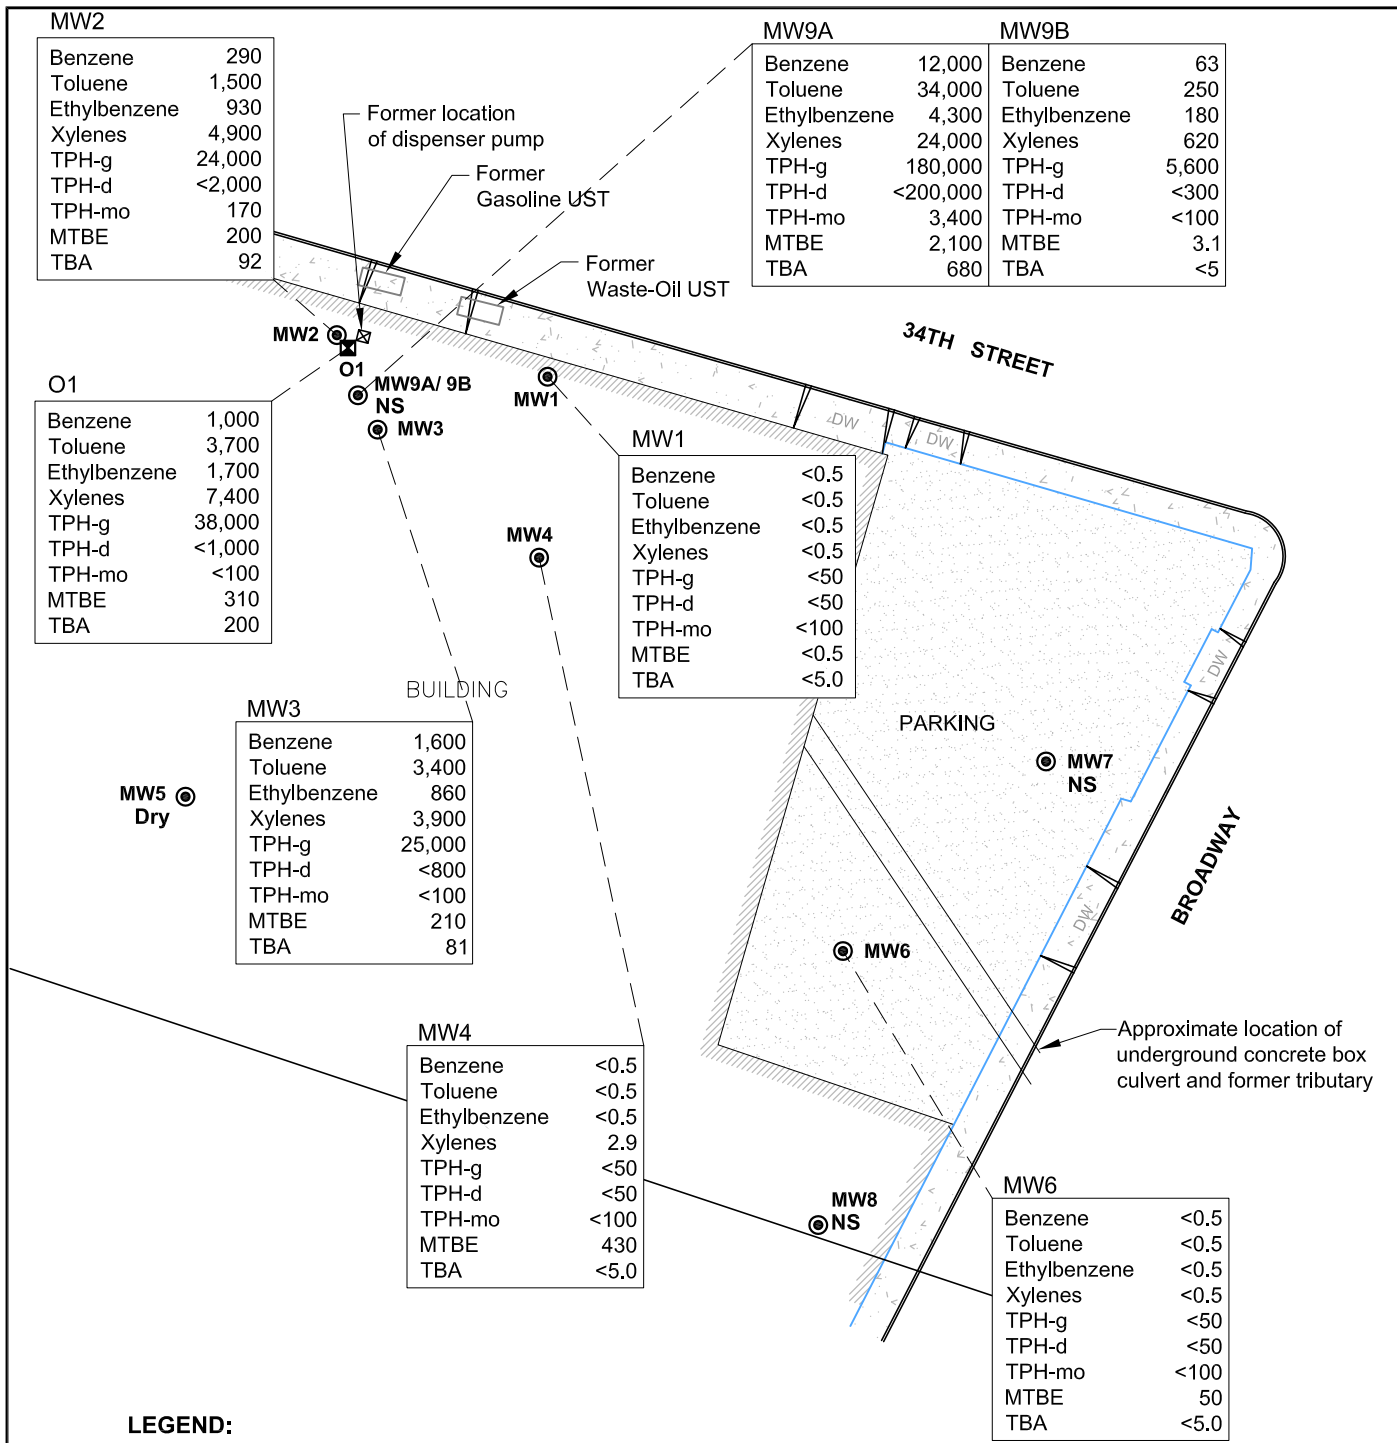 MW2
Benzene 290
Toluene 1,500
Ethylbenzene 930
Xylenes 4,900
TPH-g 24,000
TPH-d <2,000
TPH-mo 170
MTBE 200
TBA 92
Former location
of dispenser pump
Former
Gasoline UST
Former
Waste-Oil UST
MW9A
Benzene 12,000
Toluene 34,000
Ethylbenzene 4,300
Xylenes 24,000
TPH-g 180,000
TPH-d <200,000
TPH-mo 3,400
MTBE 2,100
TBA 680
MW9B
Benzene 63
Toluene 250
Ethylbenzene 180
Xylenes 620
TPH-g 5,600
TPH-d <300
TPH-mo <100
MTBE 3.1
TBA <5
34TH STREET
MW2
O1
MW9A/ 9B
NS
MW3
MW1
DW
DW
O1
Benzene 1,000
Toluene 3,700
Ethylbenzene 1,700
Xylenes 7,400
TPH-g 38,000
TPH-d <1,000
TPH-mo <100
MTBE 310
TBA 200
MW1
Benzene <0.5
Toluene <0.5
Ethylbenzene <0.5
Xylenes <0.5
TPH-g <50
TPH-d <50
TPH-mo <100
MTBE <0.5
TBA <5.0
MW4
BUILDING
DW
PARKING
MW7
NS
MW3
Benzene 1,600
Toluene 3,400
Ethylbenzene 860
Xylenes 3,900
TPH-g 25,000
TPH-d <800
TPH-mo <100
MTBE 210
TBA 81
MW5
Dry
BROADWAY
DW
MW6
Approximate location of
underground concrete box
culvert and former tributary
MW4
Benzene <0.5
Toluene <0.5
Ethylbenzene <0.5
Xylenes 2.9
TPH-g <50
TPH-d <50
TPH-mo <100
MTBE 430
TBA <5.0
MW8
NS
MW6
Benzene <0.5
Toluene <0.5
Ethylbenzene <0.5
Xylenes <0.5
TPH-g <50
TPH-d <50
TPH-mo <100
MTBE 50
TBA <5.0
LEGEND: